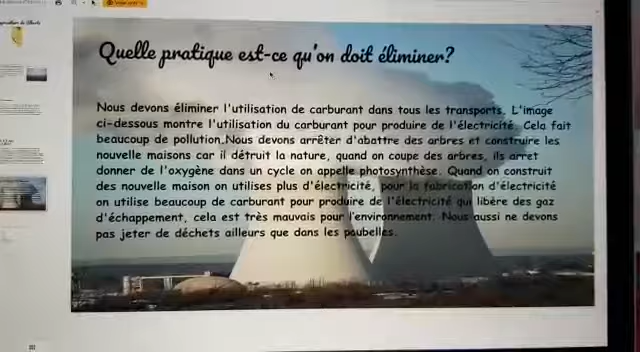 Quelle pratique est-ce qu'on doit éliminer?
Nous devons éliminer l'utilisation de carburant dans tous les transports. L'image
ci-dessous montre l'utilisation du carburant pour produire de l'électricité. Cela fait
beaucoup de pollution.Nous devons arrêter d'abattre des arbres et construire les
nouvelle maisons car il détruit la nature, quand on coupe des arbres, ils arret
donner de l'oxygène dans un cycle on appelle photosynthèse. Quand on construit
des nouvelle maison on utilises plus d'électricité, pour la fabrication d'électricité
on utilise beaucoup de carburant pour produire de l'électricité qui libère des gaz
d'échappement, cela est très mauvais pour l'environnement. Nous aussi ne devons
pas jeter de déchets ailleurs que dans les poubelles.